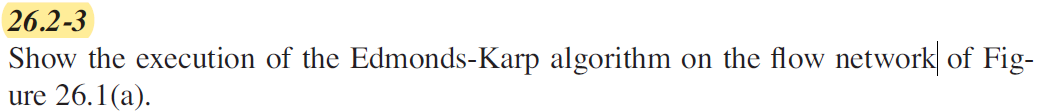 26.2-3
Show the execution of the Edmonds-Karp algorithm on the flow network of Fig-
ure 26.1(a).